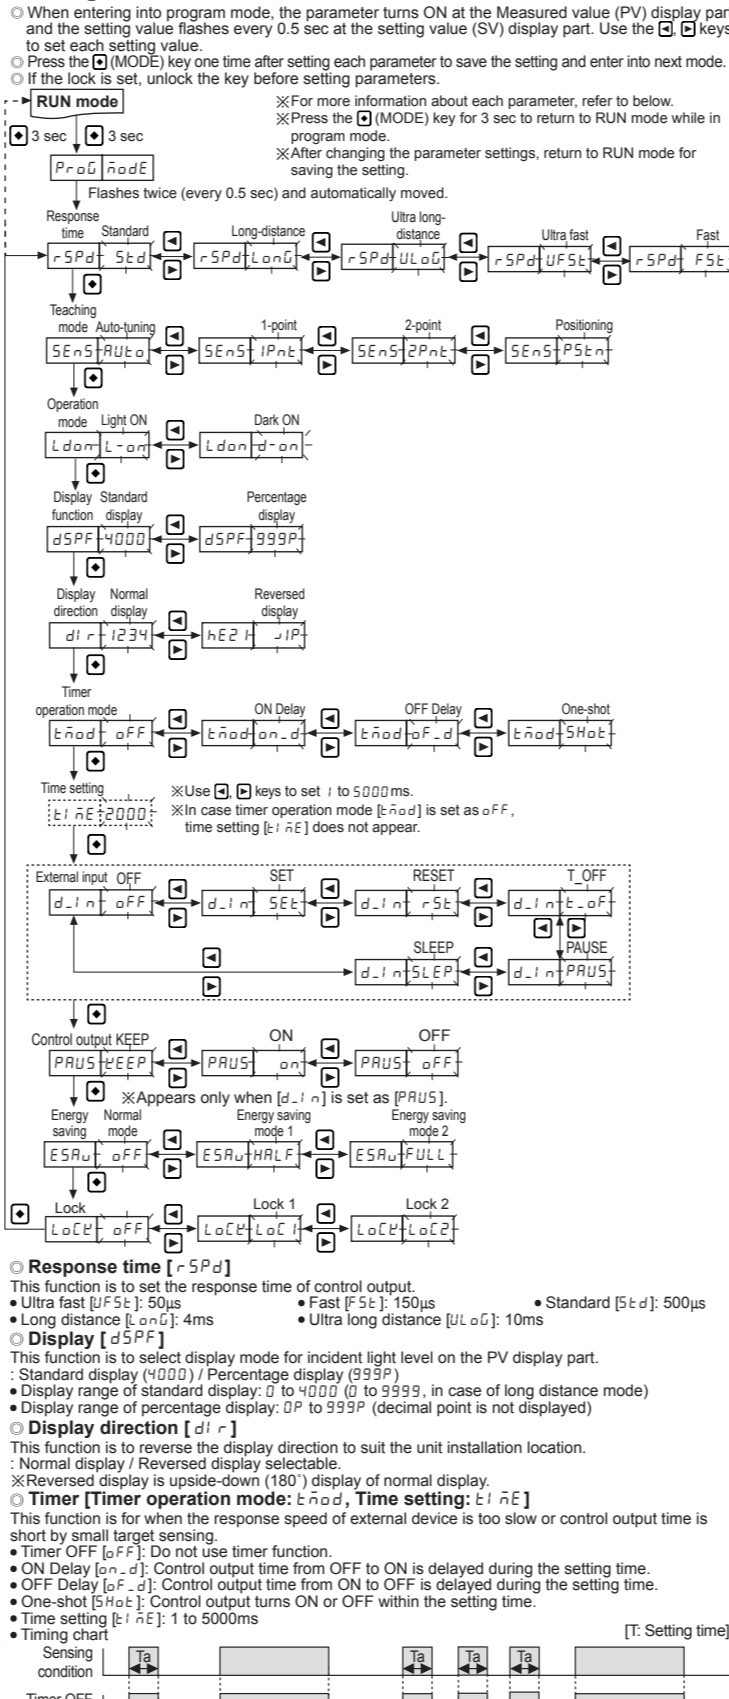 ◎ When entering into program mode, the parameter turns ON at the Measured value (PV) display part
and the setting value flashes every 0.5 sec at the setting value (SV) display part. Use the ◀, ▶ keys
to set each setting value.
◎ Press the ◆ (MODE) key one time after setting each parameter to save the setting and enter into next mode.
◎ If the lock is set, unlock the key before setting parameters.
RUN mode
※For more information about each parameter, refer to below.
※Press the ◆ (MODE) key for 3 sec to return to RUN mode while in
program mode.
※After changing the parameter settings, return to RUN mode for
saving the setting.
◆ 3 sec ◆ 3 sec
ProG modE
Flashes twice (every 0.5 sec) and automatically moved.
Response time Standard Long-distance Ultra long-distance Ultra fast Fast
rSPd Std rSPd LonG rSPd ULoG rSPd UFSt rSPd FSt
Teaching mode Auto-tuning 1-point 2-point Positioning
SEnS AUto SEnS 1Pnt SEnS 2Pnt SEnS PStn
Operation mode Light ON Dark ON
Ldon L-on Ldon d-on
Display function Standard display Percentage display
dSPF 4000 dSPF 999P
Display direction Normal display Reversed display
dIr 1234 hE21 JIP
Timer operation mode ON Delay OFF Delay One-shot
tmod oFF tmod on_d tmod oF_d tmod SHot
Time setting
tImE 2000
※Use ◀, ▶ keys to set 1 to 5000ms.
※In case timer operation mode [tmod] is set as oFF,
time setting [tImE] does not appear.
External input OFF SET RESET T_OFF
d-In oFF d-In SEt d-In rSt d-In t-oF
SLEEP PAUSE
d-In SLEP d-In PAUS
Control output KEEP ON OFF
PAUS KEEP PAUS on PAUS oFF
※Appears only when [d-In] is set as [PAUS].
Energy saving Normal mode Energy saving mode 1 Energy saving mode 2
ESAv oFF ESAv HALF ESAv FULL
Lock Lock 1 Lock 2
LoCK oFF LoCK LoC1 LoCK LoC2
◎ Response time [rSPd]
This function is to set the response time of control output.
● Ultra fast [UFSt]: 50µs ● Fast [FSt]: 150µs ● Standard [Std]: 500µs
● Long distance [LonG]: 4ms ● Ultra long distance [ULoG]: 10ms
◎ Display [dSPF]
This function is to select display mode for incident light level on the PV display part.
: Standard display (4000) / Percentage display (999P)
● Display range of standard display: 0 to 4000 (0 to 9999, in case of long distance mode)
● Display range of percentage display: 0P to 999P (decimal point is not displayed)
◎ Display direction [dIr]
This function is to reverse the display direction to suit the unit installation location.
: Normal display / Reversed display selectable.
※Reversed display is upside-down (180˚) display of normal display.
◎ Timer [Timer operation mode: tmod, Time setting: tImE]
This function is for when the response speed of external device is too slow or control output time is
short by small target sensing.
● Timer OFF [oFF]: Do not use timer function.
● ON Delay [on_d]: Control output time from OFF to ON is delayed during the setting time.
● OFF Delay [oF_d]: Control output time from ON to OFF is delayed during the setting time.
● One-shot [SHot]: Control output turns ON or OFF within the setting time.
● Time setting [tImE]: 1 to 5000ms
● Timing chart [T: Setting time]
Sensing condition Ta Ta Ta Ta
Timer OFF